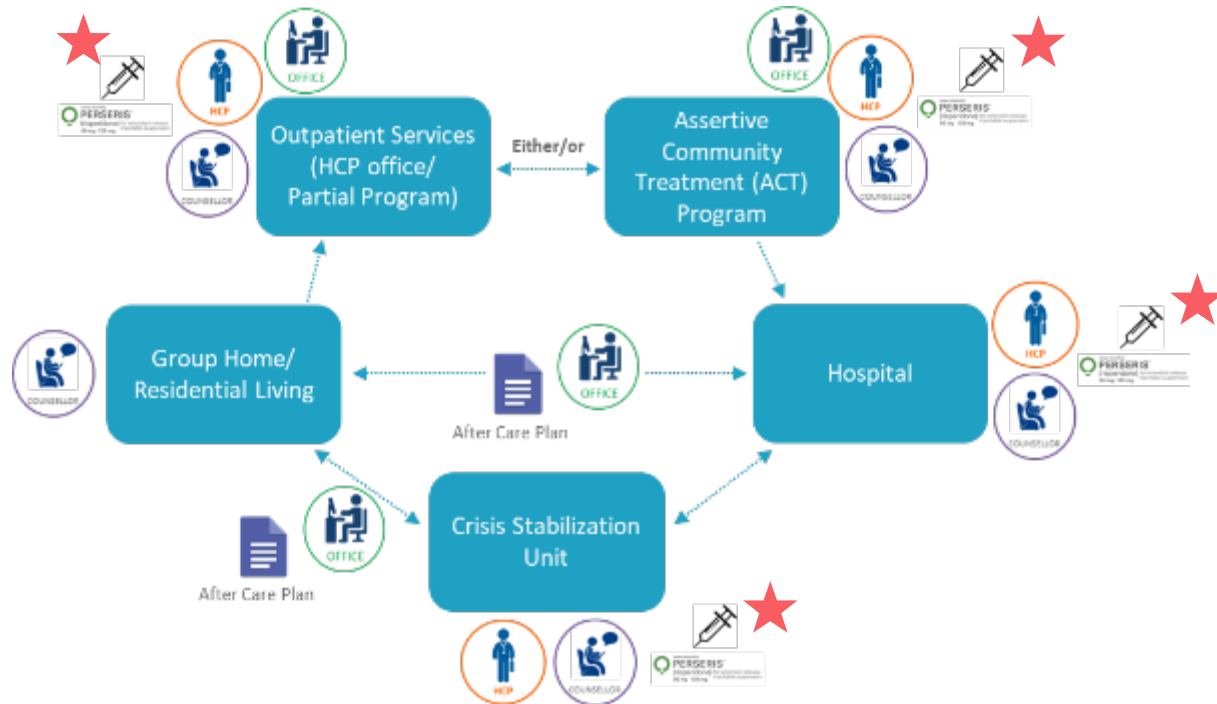 OFFICE
HCP
PERSERIS
COUNSELLOR
Outpatient Services
(HCP office/
Partial Program)
Either/or
OFFICE
HCP
PERSERIS
COUNSELLOR
Assertive
Community
Treatment (ACT)
Program
Group Home/
Residential Living
COUNSELLOR
After Care Plan
OFFICE
Hospital
HCP
PERSERIS
COUNSELLOR
After Care Plan
OFFICE
Crisis Stabilization
Unit
HCP
COUNSELLOR
PERSERIS